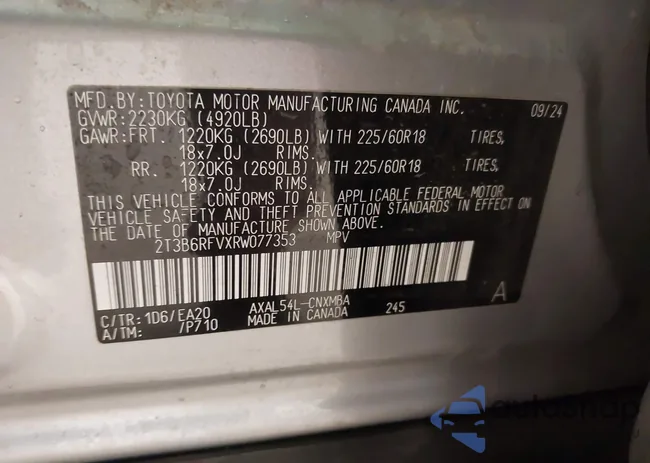 MFD.BY:TOYOTA MOTOR MANUFACTURING CANADA INC. 09/24
GVWR:2230KG (4920LB)
GAWR:FRT. 1220KG (2690LB) WITH 225/60R18 TIRES,
18x7.0J RIMS.
RR. 1220KG (2690LB) WITH 225/60R18 TIRES,
18x7.0J RIMS.
THIS VEHICLE CONFORMS TO ALL APPLICABLE FEDERAL MOTOR
VEHICLE SAFETY AND THEFT PREVENTION STANDARDS IN EFFECT ON
THE DATE OF MANUFACTURE SHOWN ABOVE.
2T3B6RFVXRW077353 MPV
C/TR:1D6/EA20 AXAL54L-CNXMBA 245 A
A/TM: /P710 MADE IN CANADA
autosnap